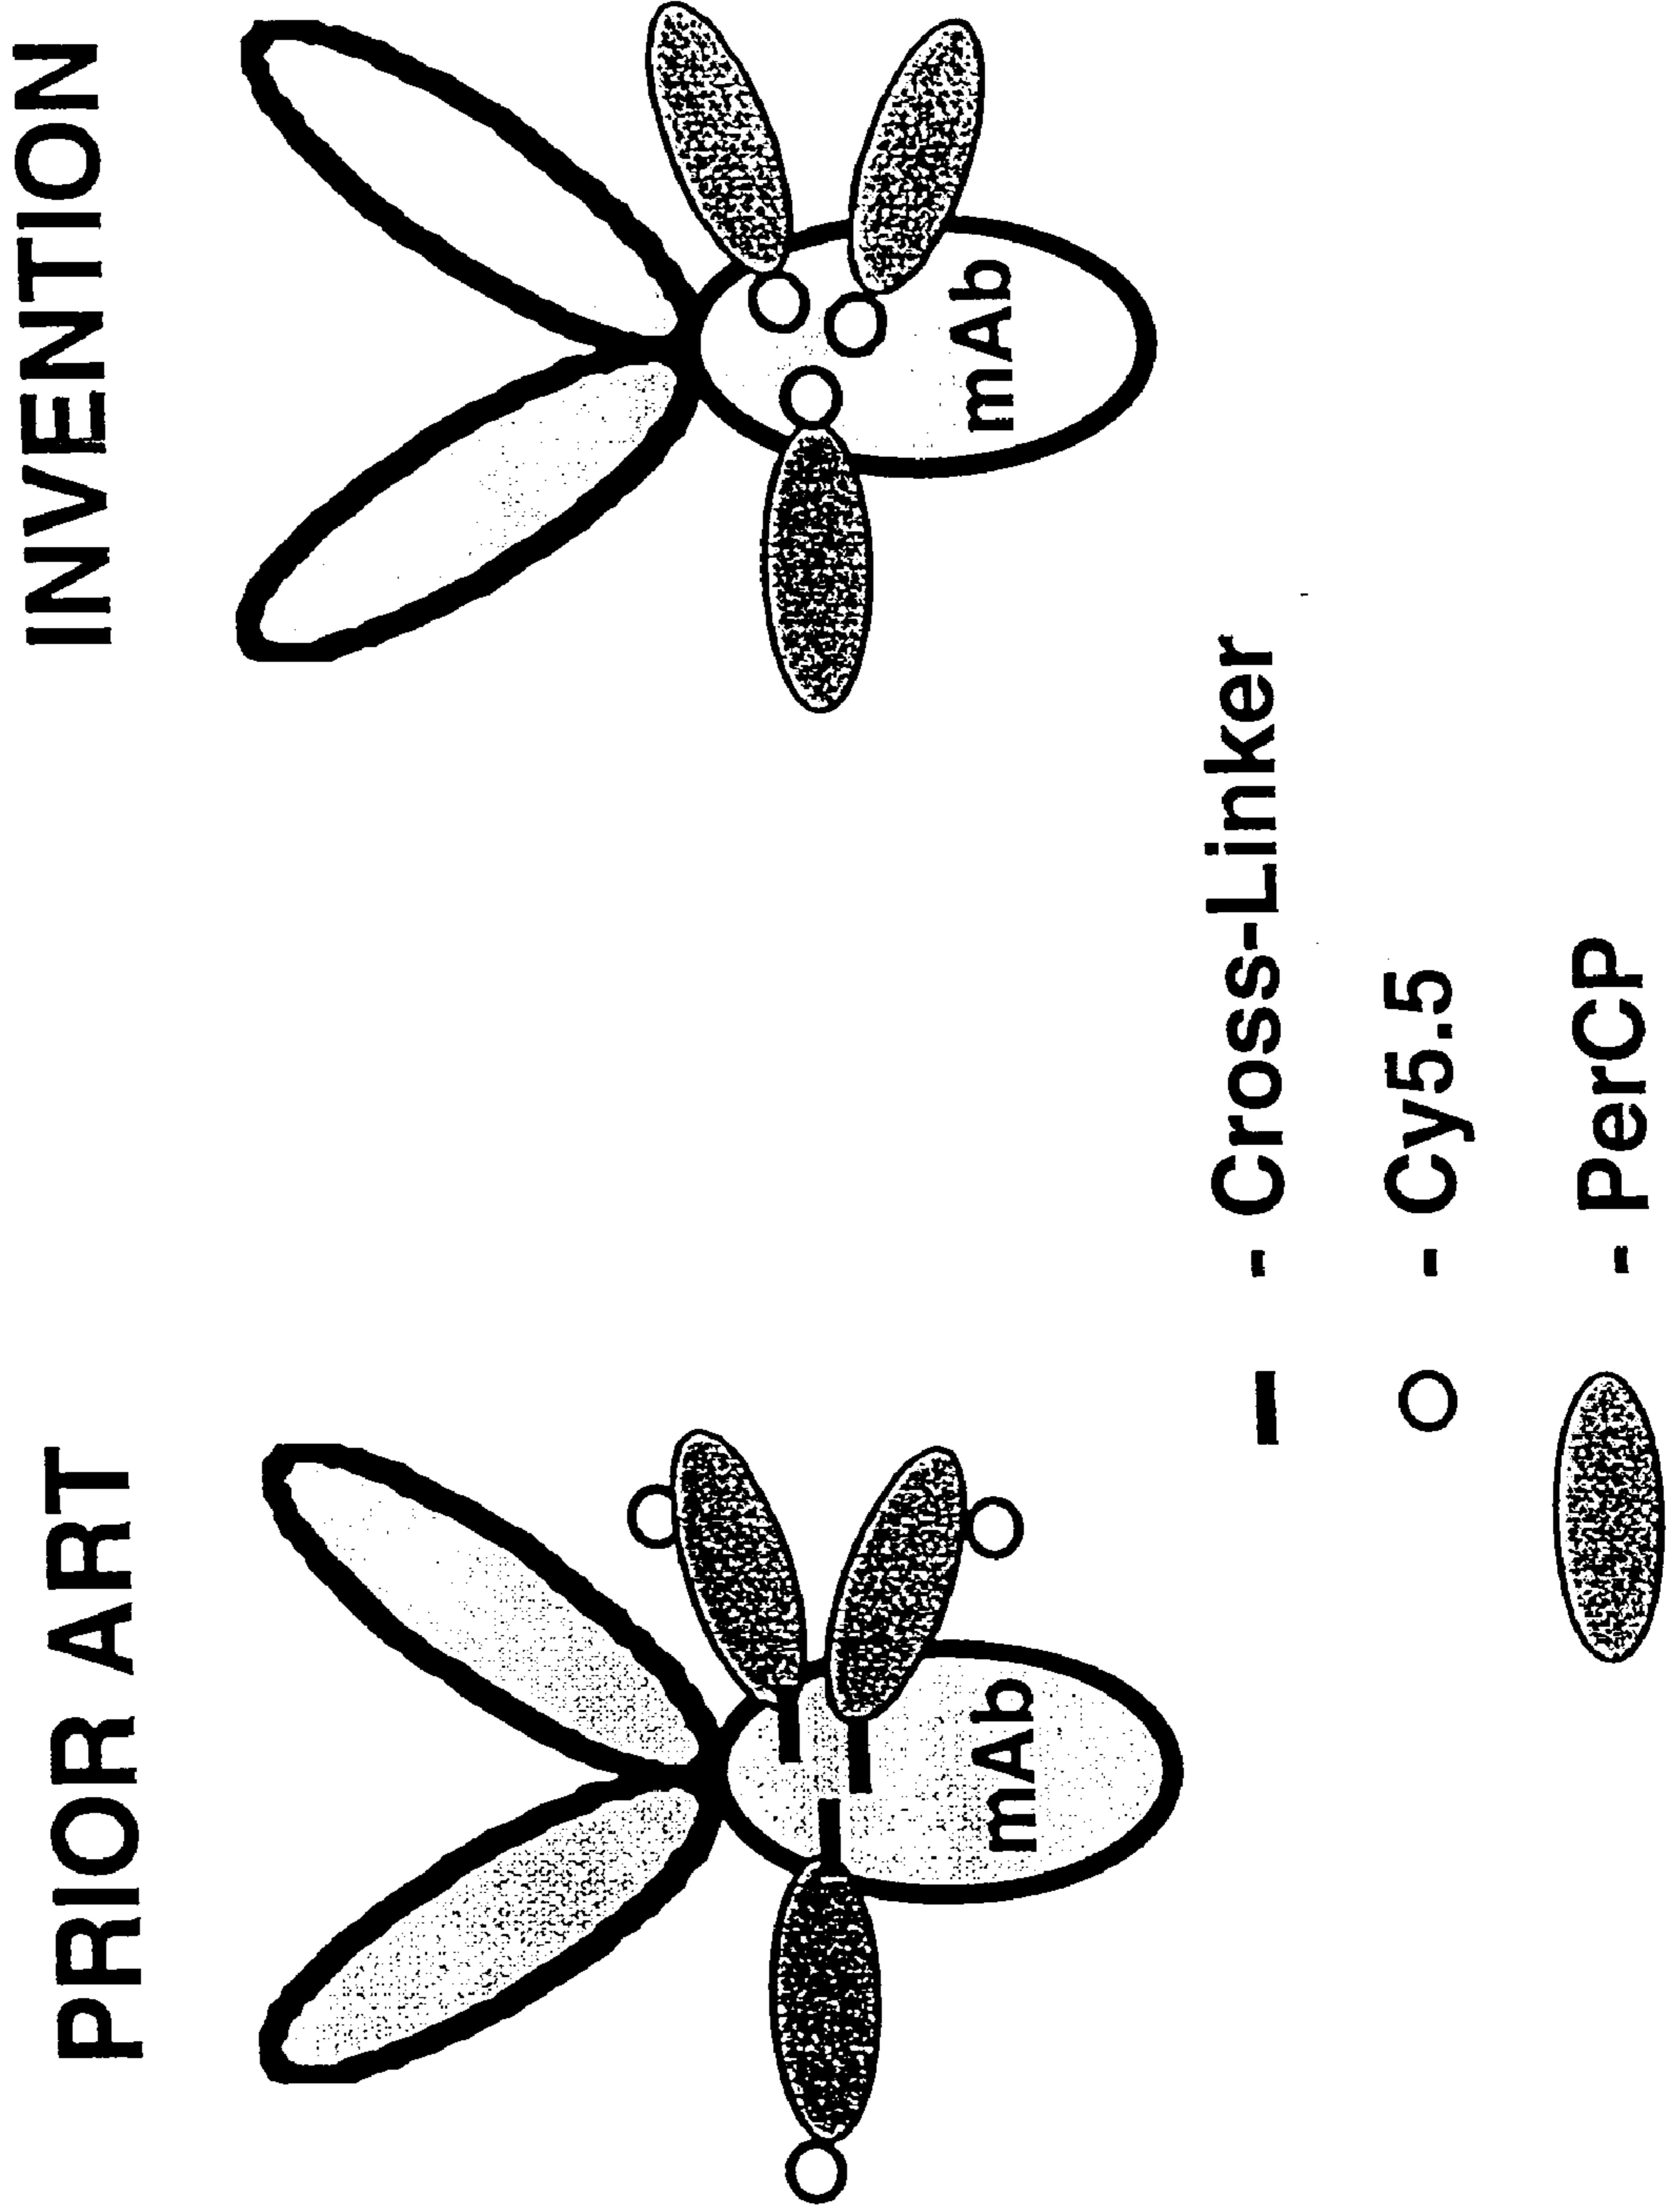 PRIOR ART
INVENTION
mAb
mAb
- Cross-Linker
- Cy5.5
- PerCP